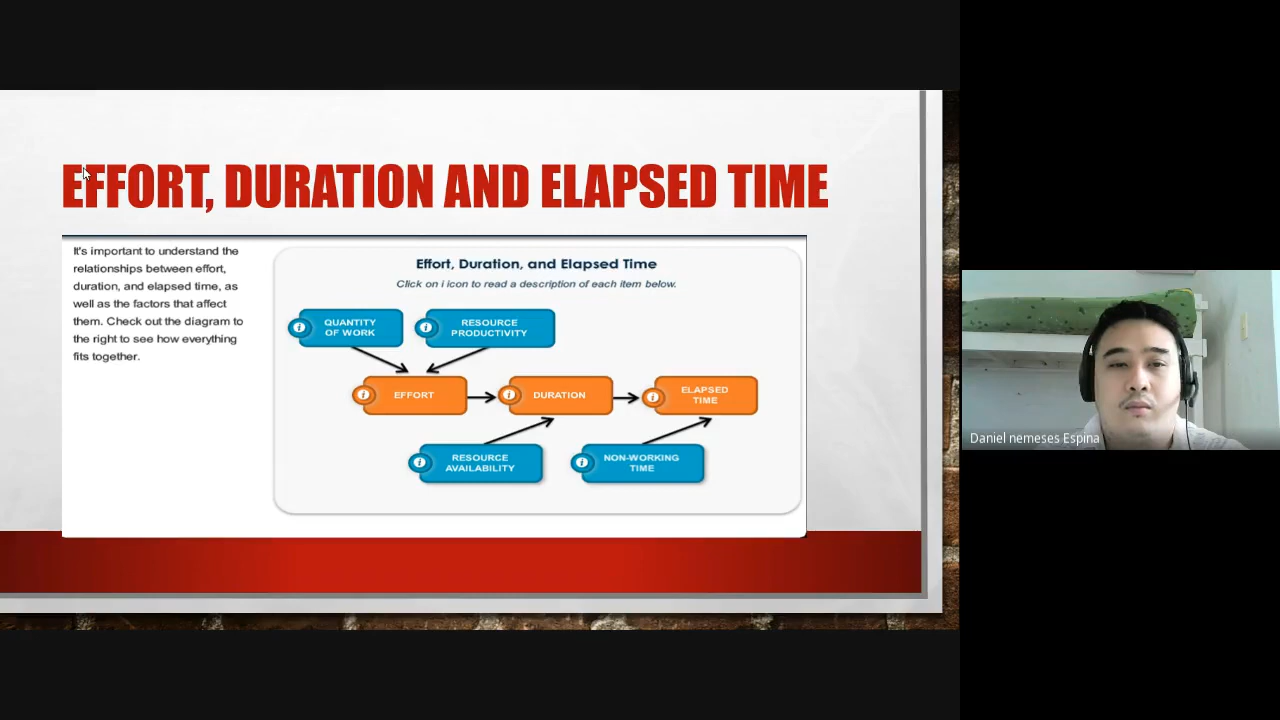 EFFORT, DURATION AND ELAPSED TIME
It's important to understand the
relationships between effort,
duration, and elapsed time, as
well as the factors that affect
them. Check out the diagram to
the right to see how everything
fits together.
Effort, Duration, and Elapsed Time
Click on i icon to read a description of each item below.
i QUANTITY
OF WORK
i RESOURCE
PRODUCTIVITY
i EFFORT
i DURATION
i ELAPSED
TIME
i RESOURCE
AVAILABILITY
i NON-WORKING
TIME
Daniel nemeses Espina